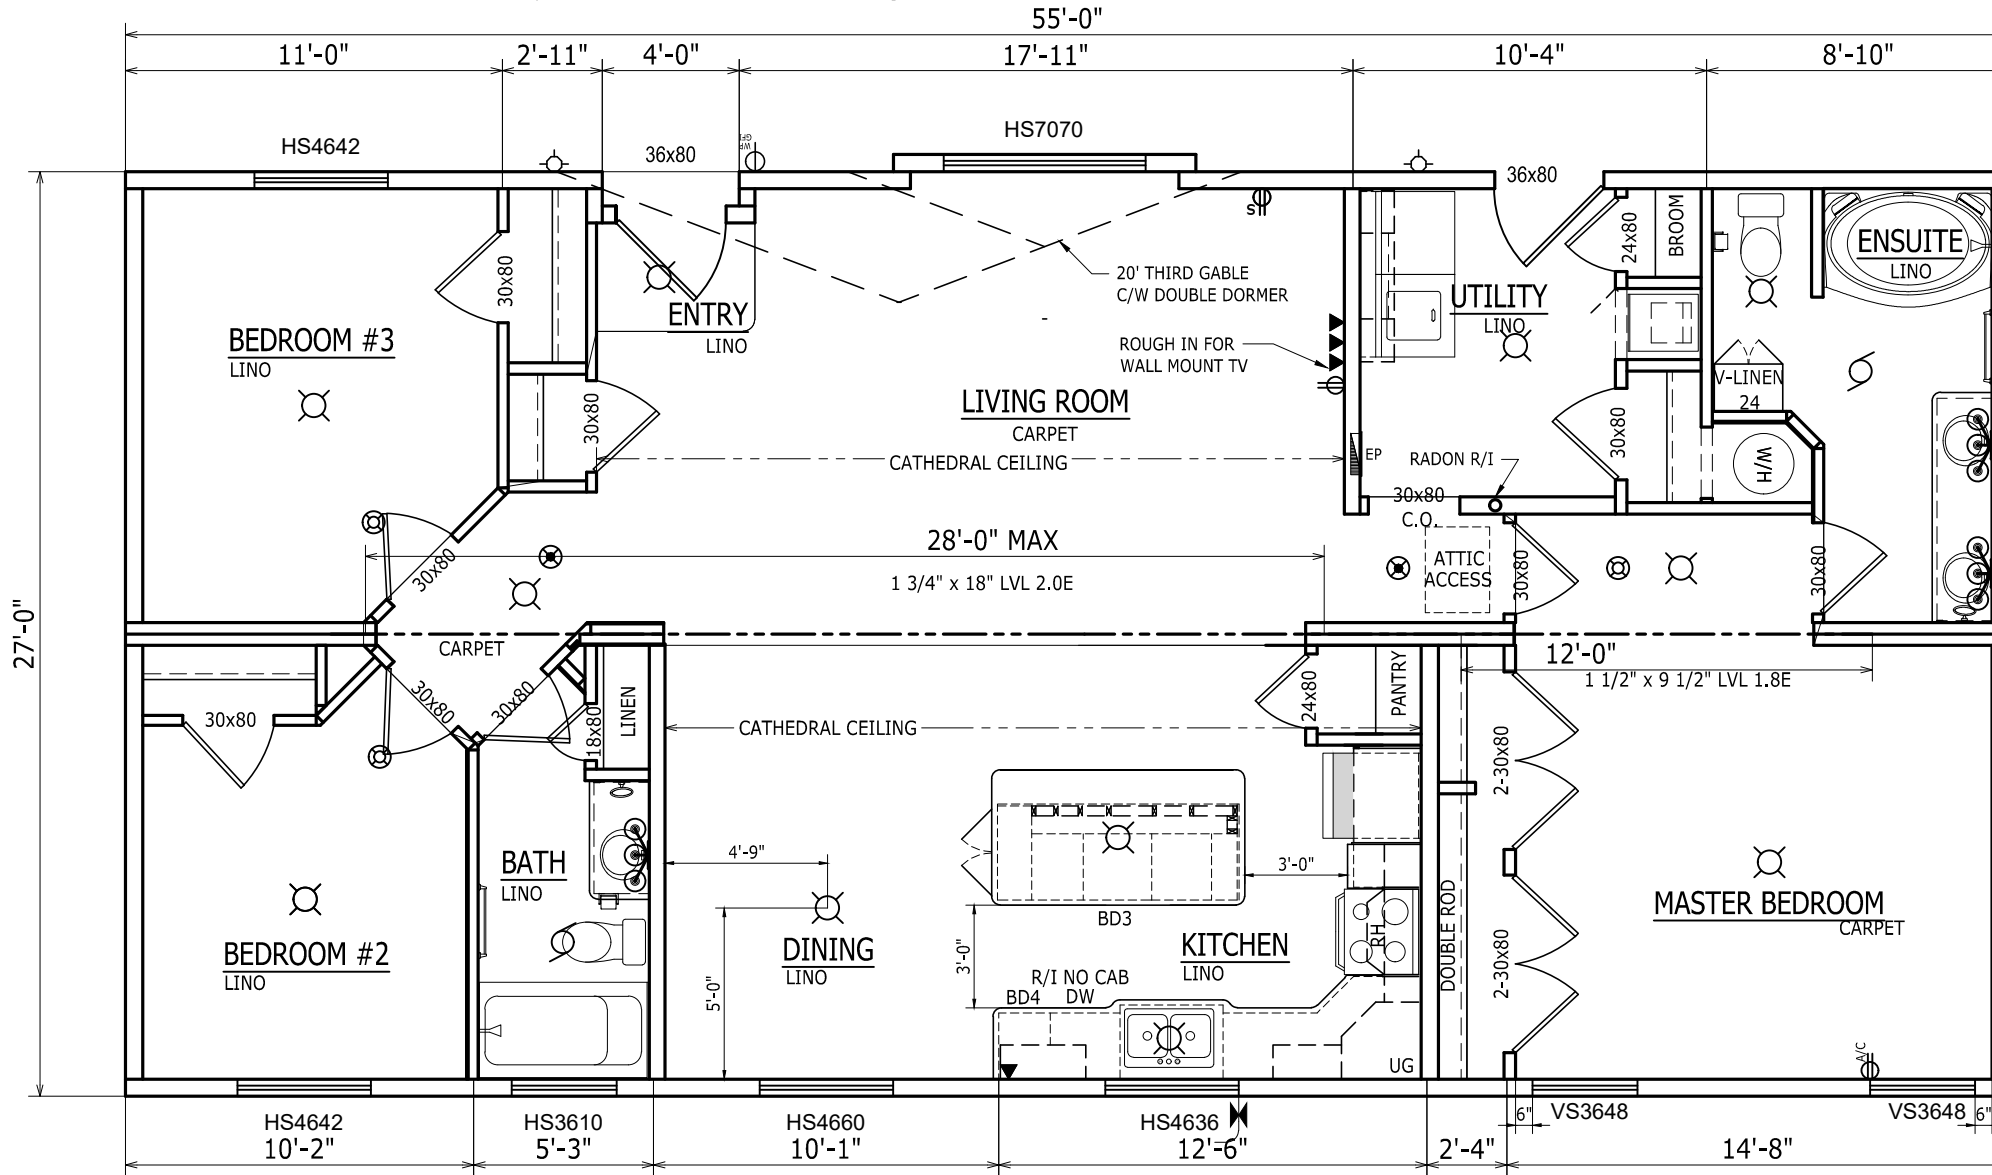 55'-0"
11'-0"
2'-11"
4'-0"
17'-11"
10'-4"
8'-10"
HS4642
36x80
WP
GFI
HS7070
36x80
BROOM
24x80
ENSUITE
LINO
30x80
20' THIRD GABLE
C/W DOUBLE DORMER
UTILITY
LINO
ENTRY
LINO
BEDROOM #3
LINO
ROUGH IN FOR
WALL MOUNT TV
V-LINEN
24
LIVING ROOM
CARPET
30x80
30x80
CATHEDRAL CEILING
EP
RADON R/I
W/H
30x80
C.O.
28'-0" MAX
1 3/4" x 18" LVL 2.0E
ATTIC
ACCESS
30x80
30x80
30x80
27'-0"
CARPET
12'-0"
1 1/2" x 9 1/2" LVL 1.8E
30x80
30x80
30x80
18x80
LINEN
CATHEDRAL CEILING
24x80
PANTRY
2-30x80
BATH
LINO
4'-9"
3'-0"
BD3
DOUBLE ROD
MASTER BEDROOM
CARPET
RH
BEDROOM #2
LINO
DINING
LINO
5'-0"
3'-0"
KITCHEN
LINO
R/I NO CAB
DW
BD4
2-30x80
UG
A/C
S
HS4642
HS3610
HS4660
HS4636
6"
VS3648
VS3648
6"
10'-2"
5'-3"
10'-1"
12'-6"
2'-4"
14'-8"